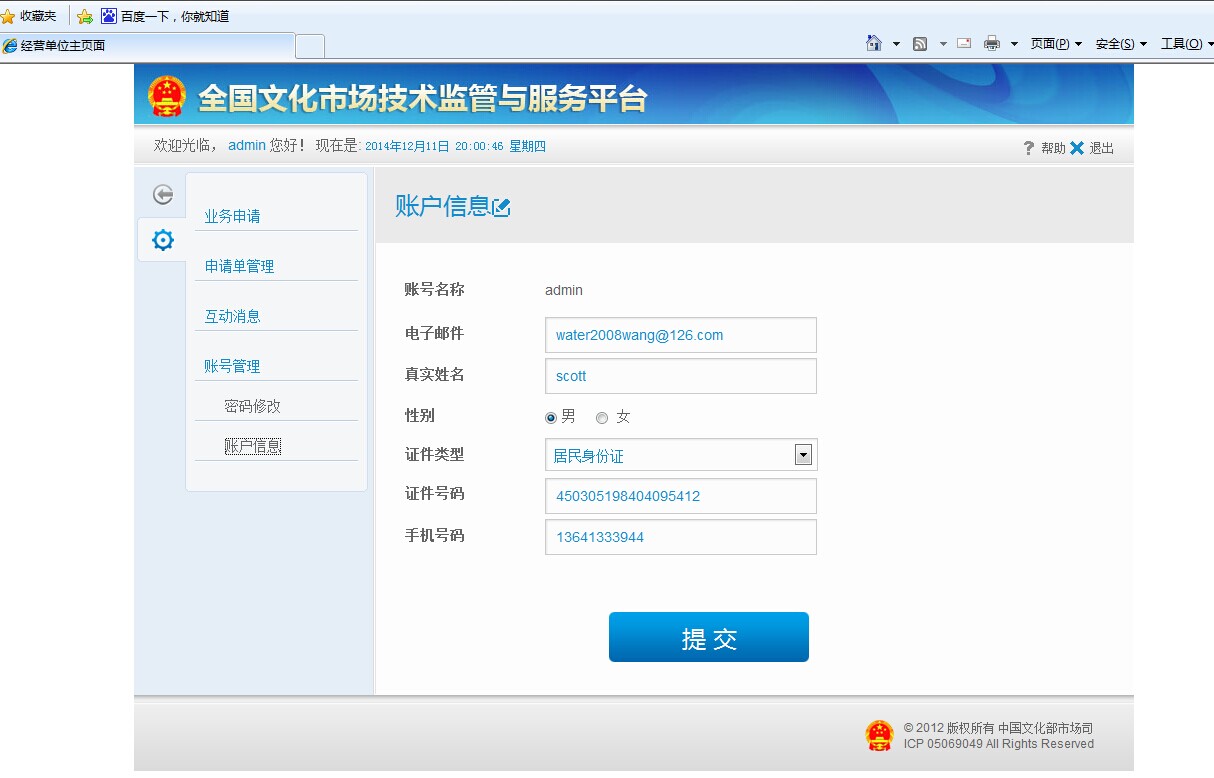 收藏夹 百度一下，你就知道
经营单位主页面 页面(P) 安全(S) 工具(O)
全国文化市场技术监管与服务平台
欢迎光临， admin 您好！ 现在是: 2014年12月11日 20:00:46 星期四 ? 帮助 退出
账户信息
业务申请
申请单管理
互动消息
账号管理
密码修改
账户信息
账号名称 admin
电子邮件 water2008wang@126.com
真实姓名 scott
性别 男 女
证件类型 居民身份证
证件号码 450305198404095412
手机号码 13641333944
提 交
© 2012 版权所有 中国文化部市场司
ICP 05069049 All Rights Reserved